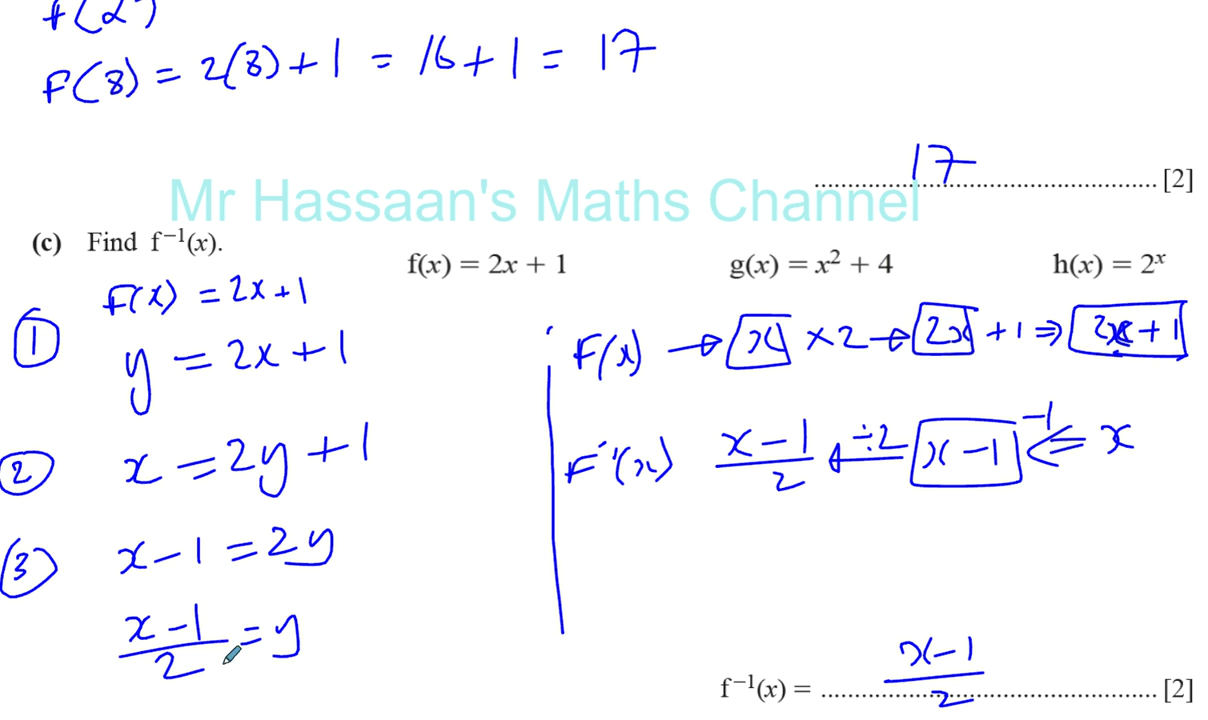 f(2)
F(8) = 2(8)+1 = 16+1 = 17
17
.................................................... [2]
Mr Hassaan's Maths Channel
(c) Find f⁻¹(x).
f(x) = 2x + 1 g(x) = x² + 4 h(x) = 2ˣ
F(x) = 2x+1
① y = 2x+1
F(x) → x ×2 → 2x +1 ⇒ 2x+1
② x = 2y+1
F⁻¹(x) (x-1)/2 ←÷2 x-1 ⇐-1 x
③ x-1 = 2y
(x-1)/2 = y
(x-1)/2
f⁻¹(x) = .................................................... [2]